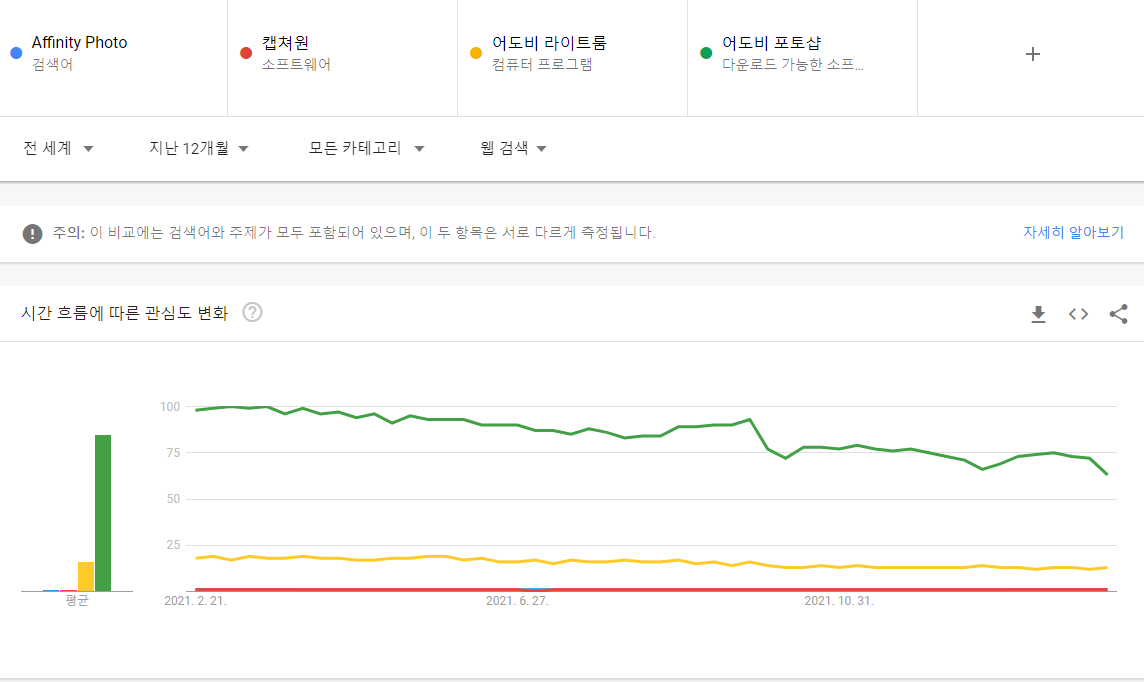 Affinity Photo
검색어
캡쳐원
소프트웨어
어도비 라이트룸
컴퓨터 프로그램
어도비 포토샵
다운로드 가능한 소프...
전 세계
지난 12개월
모든 카테고리
웹 검색
주의: 이 비교에는 검색어와 주제가 모두 포함되어 있으며, 이 두 항목은 서로 다르게 측정됩니다.
자세히 알아보기
시간 흐름에 따른 관심도 변화
100
75
50
25
평균
2021. 2. 21.
2021. 6. 27.
2021. 10. 31.